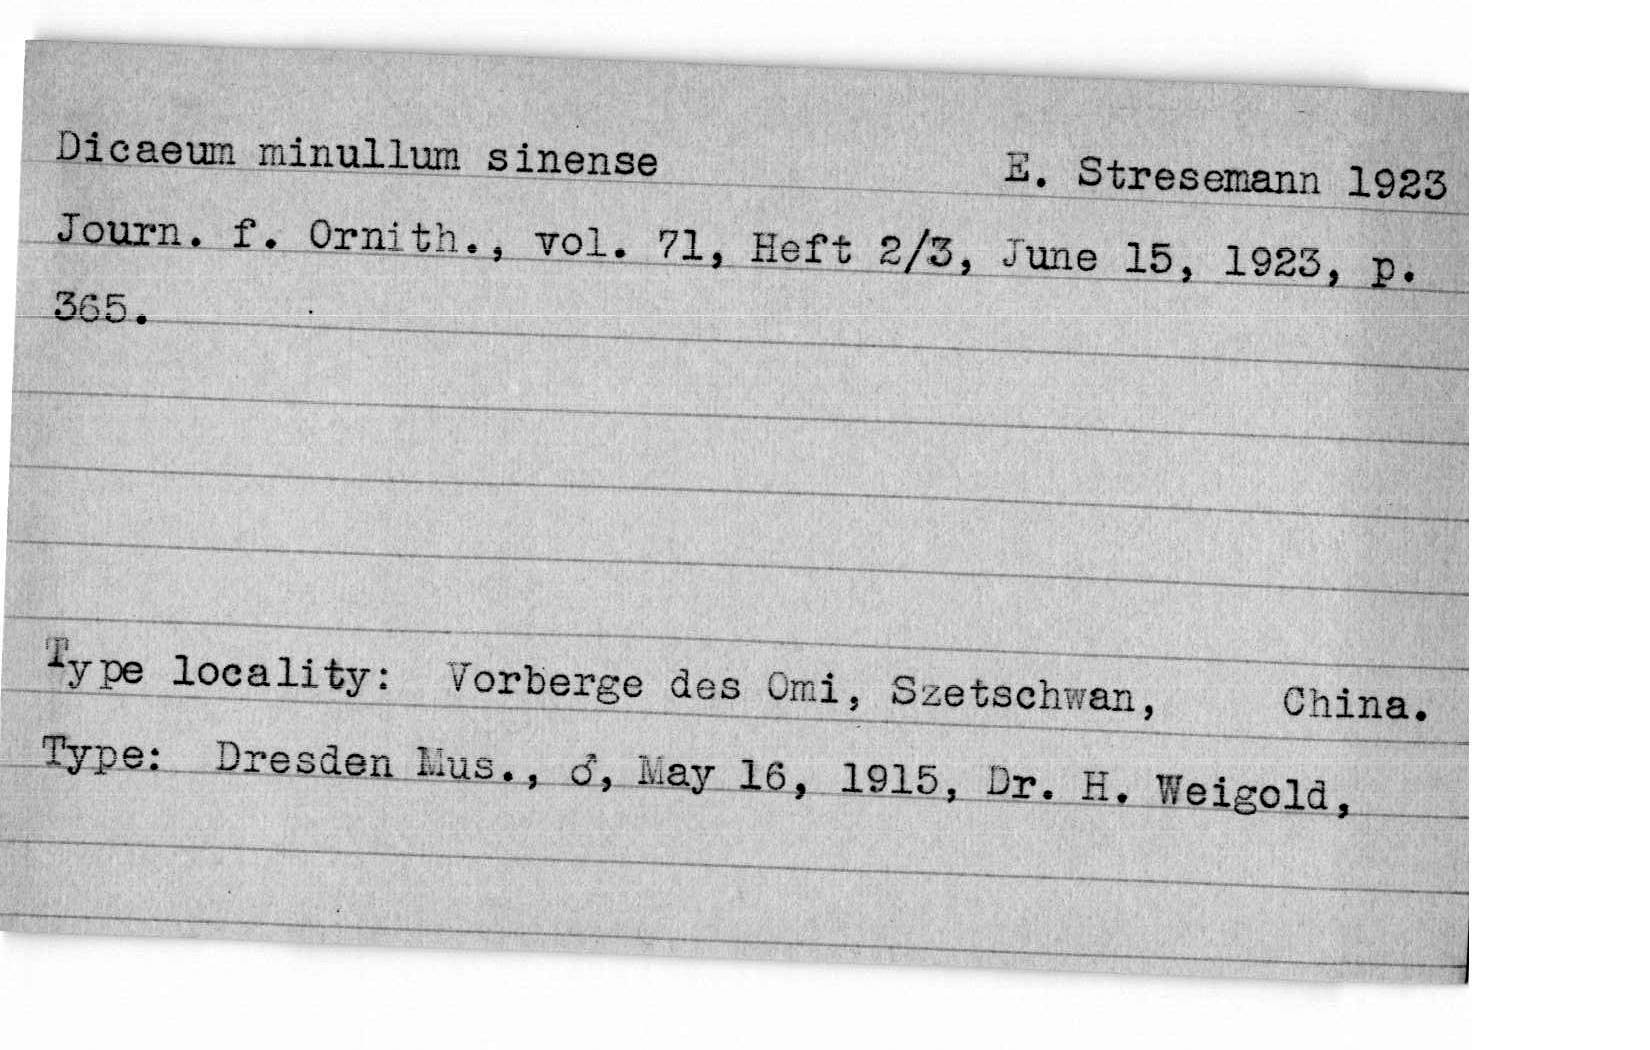 Dicaeum minullum sinense E. Stresemann 1923
Journ. f. Ornith., vol. 71, Heft 2/3, June 15, 1923, p.
365.
Type locality: Vorberge des Omi, Szetschwan, China.
Type: Dresden Mus., ♂, May 16, 1915, Dr. H. Weigold,